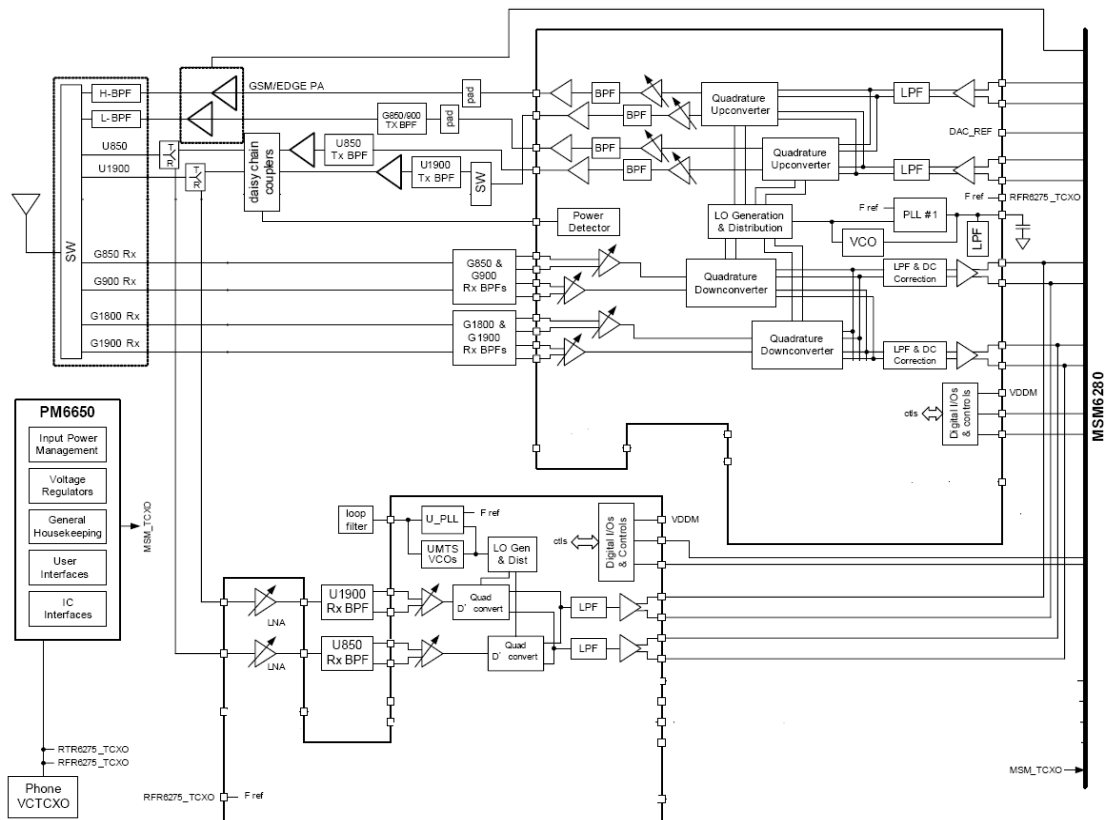 H-BPF
GSM/EDGE PA
pad
BPF
Quadrature
Upconverter
LPF
L-BPF
G850/900
TX BPF
pad
BPF
DAC_REF
U850
T
R
daisy chain
couplers
U850
Tx BPF
BPF
Quadrature
Upconverter
LPF
U1900
T
R
U1900
Tx BPF
SW
BPF
F ref
RFR6275_TCXO
SW
Power
Detector
LO Generation
& Distribution
F ref
PLL #1
VCO
LPF
G850 Rx
G850 &
G900
Rx BPFs
Quadrature
Downconverter
LPF & DC
Correction
G900 Rx
G1800 Rx
G1800 &
G1900
Rx BPFs
Quadrature
Downconverter
LPF & DC
Correction
G1900 Rx
MSM6280
VDDM
ctls
Digital I/Os
& controls
PM6650
Input Power
Management
Voltage
Regulators
General
Housekeeping
User
Interfaces
IC
Interfaces
MSM_TCXO
loop
filter
U_PLL
F ref
UMTS
VCOs
LO Gen
& Dist
ctls
Digital I/Os
& Controls
VDDM
LNA
U1900
Rx BPF
Quad
D' convert
LPF
LNA
U850
Rx BPF
Quad
D' convert
LPF
RTR6275_TCXO
RFR6275_TCXO
Phone
VCTCXO
RFR6275_TCXO
F ref
MSM_TCXO